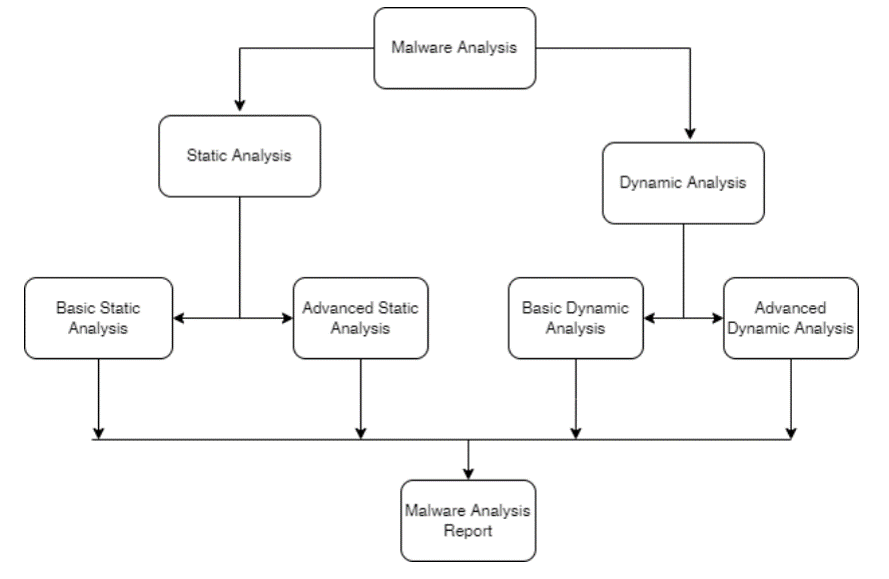 Malware Analysis
Static Analysis
Dynamic Analysis
Basic Static
Analysis
Advanced Static
Analysis
Basic Dynamic
Analysis
Advanced
Dynamic Analysis
Malware Analysis
Report